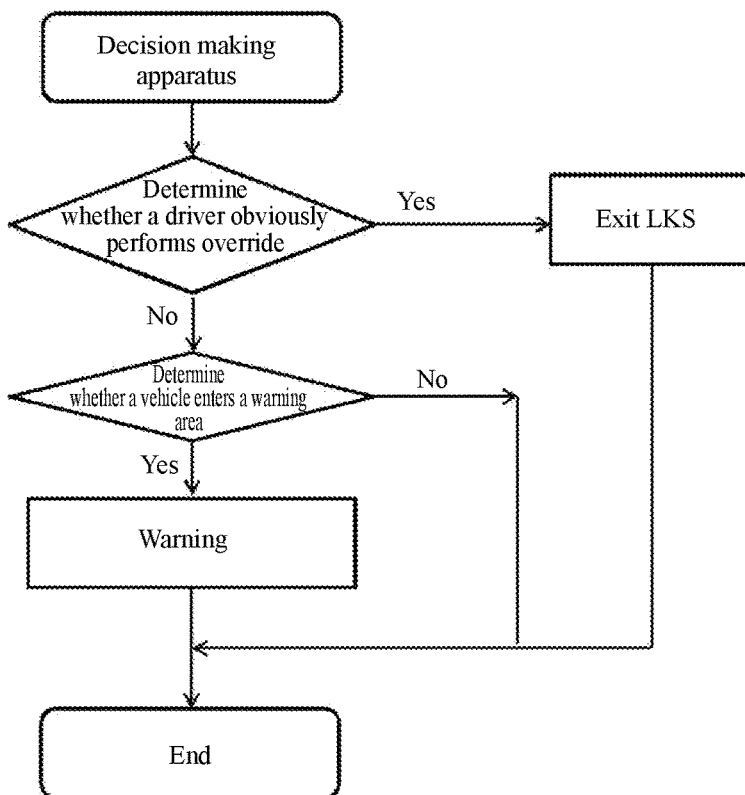 Decision making
apparatus
Determine
whether a driver obviously
performs override
Yes
Exit LKS
No
Determine
whether a vehicle enters a warning
area
No
Yes
Warning
End